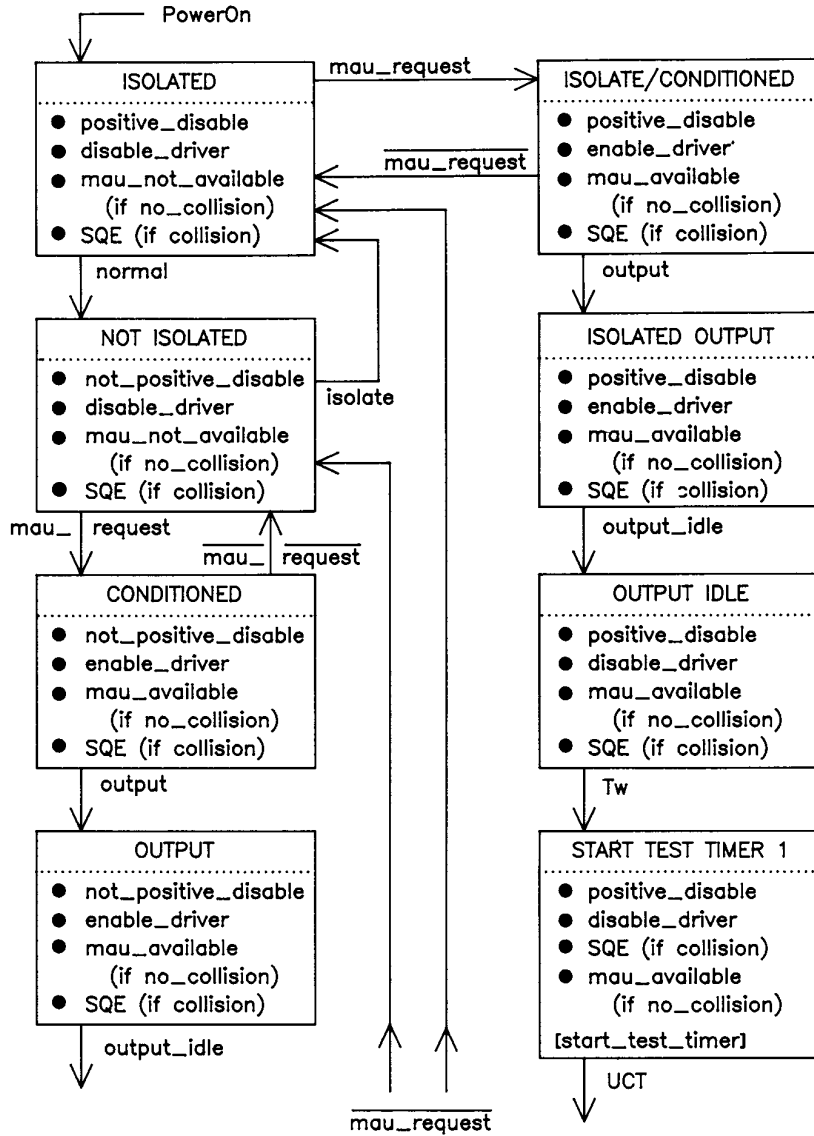 PowerOn
ISOLATED
● positive_disable
● disable_driver
● mau_not_available
(if no_collision)
● SQE (if collision)
mau_request
mau_request
normal
NOT ISOLATED
● not_positive_disable
● disable_driver
● mau_not_available
(if no_collision)
● SQE (if collision)
isolate
mau_ request
mau_ request
CONDITIONED
● not_positive_disable
● enable_driver
● mau_available
(if no_collision)
● SQE (if collision)
output
OUTPUT
● not_positive_disable
● enable_driver
● mau_available
(if no_collision)
● SQE (if collision)
output_idle
mau_request
ISOLATE/CONDITIONED
● positive_disable
● enable_driver
● mau_available
(if no_collision)
● SQE (if collision)
output
ISOLATED OUTPUT
● positive_disable
● enable_driver
● mau_available
(if no_collision)
● SQE (if collision)
output_idle
OUTPUT IDLE
● positive_disable
● disable_driver
● mau_available
(if no_collision)
● SQE (if collision)
Tw
START TEST TIMER 1
● positive_disable
● disable_driver
● SQE (if collision)
● mau_available
(if no_collision)
[start_test_timer]
UCT